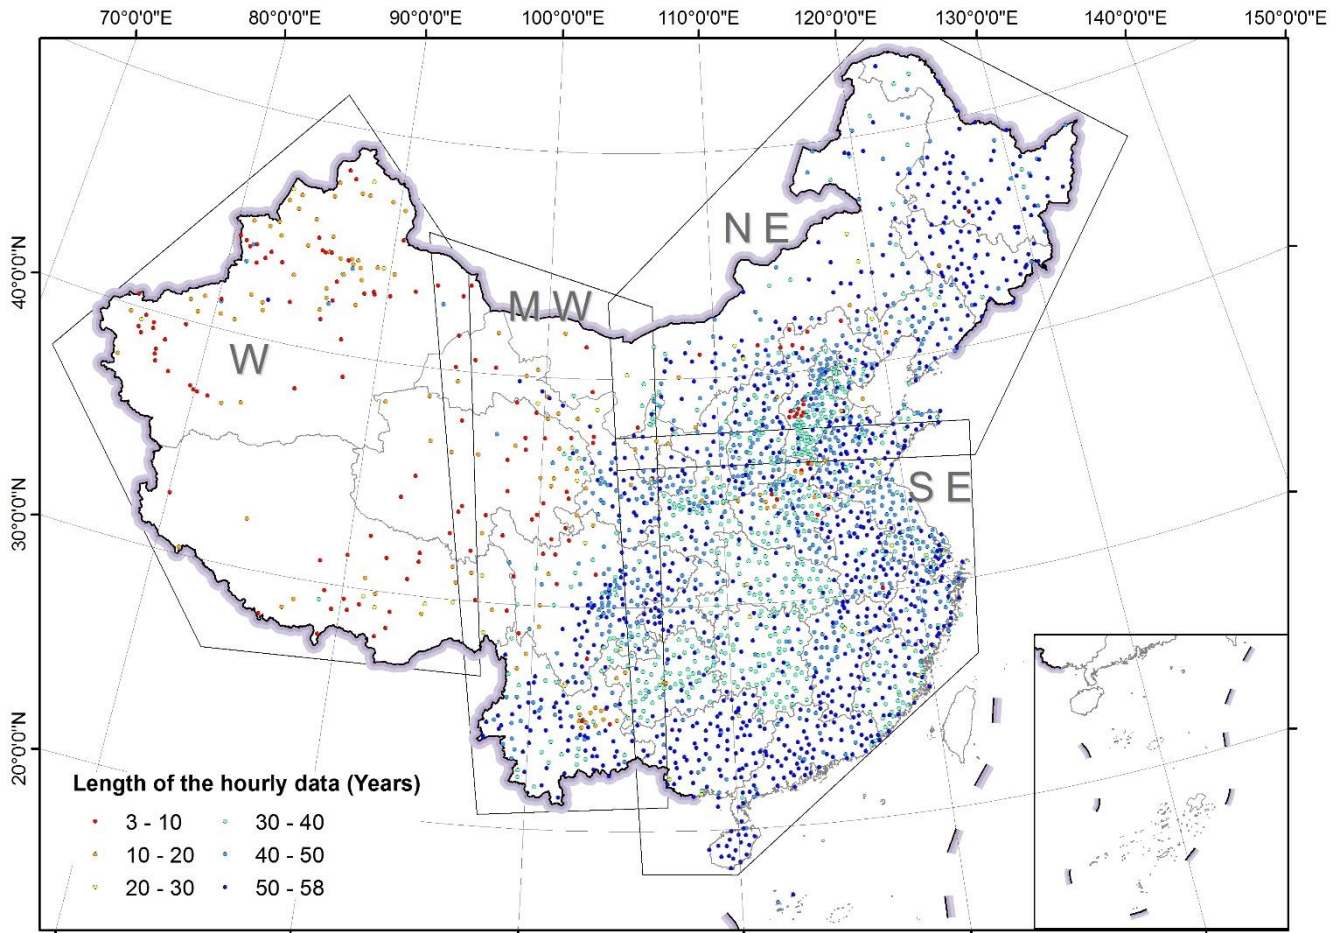 70°0'0"E 80°0'0"E 90°0'0"E 100°0'0"E 110°0'0"E 120°0'0"E 130°0'0"E 140°0'0"E 150°0'0"E
40°0'0"N
30°0'0"N
20°0'0"N
N E
M W
W
S E
Length of the hourly data (Years)
3 - 10 30 - 40
10 - 20 40 - 50
20 - 30 50 - 58